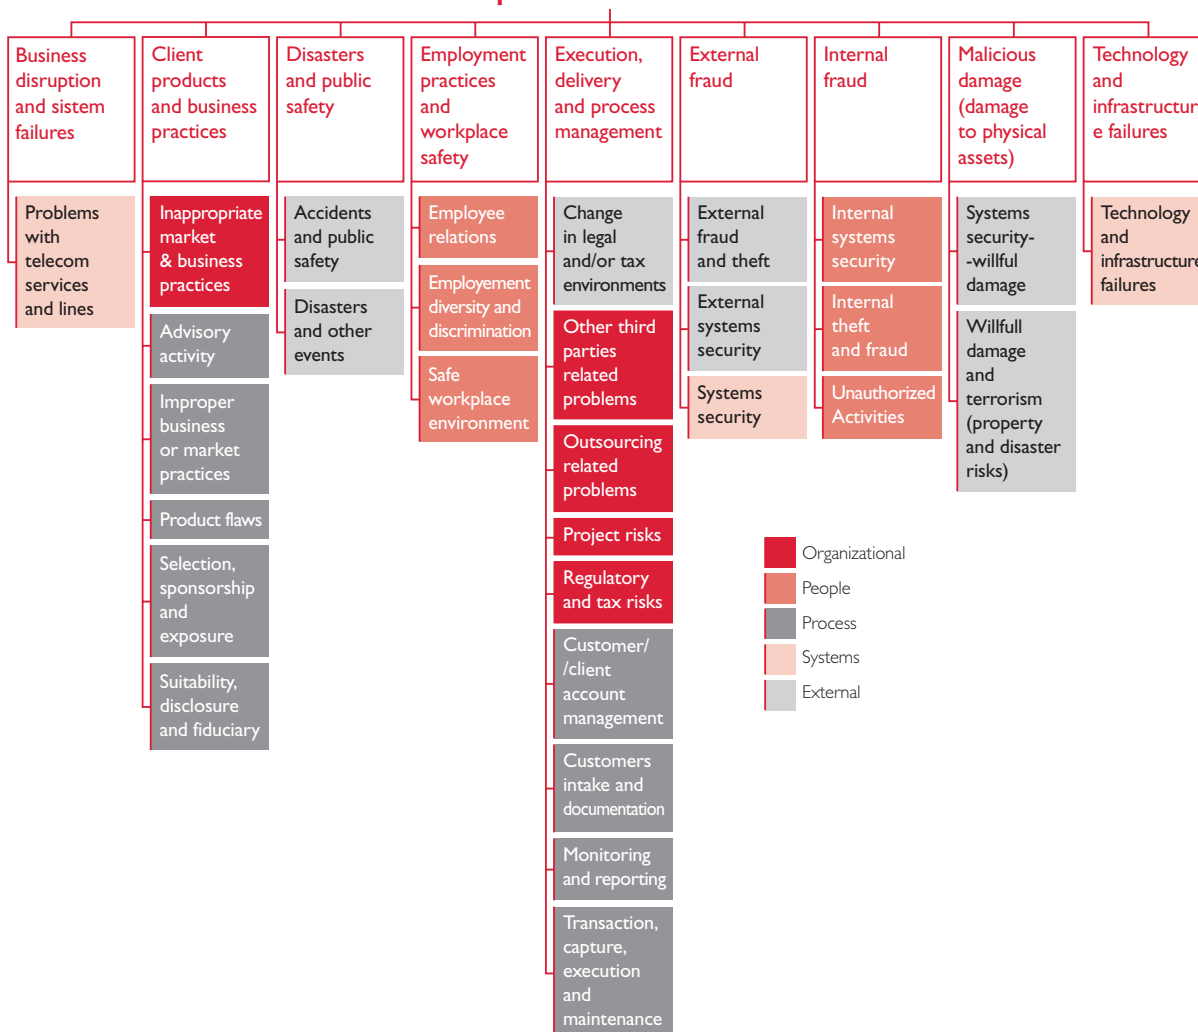 Business
disruption
and sistem
failures
Client
products
and business
practices
Disasters
and public
safety
Employment
practices
and
workplace
safety
Execution,
delivery
and process
management
External
fraud
Internal
fraud
Malicious
damage
(damage
to physical
assets)
Technology
and
infrastructur
e failures
Problems
with
telecom
services
and lines
Inappropriate
market
& business
practices
Advisory
activity
Improper
business
or market
practices
Product flaws
Selection,
sponsorship
and
exposure
Suitability,
disclosure
and fiduciary
Accidents
and public
safety
Disasters
and other
events
Employee
relations
Employement
diversity and
discrimination
Safe
workplace
environment
Change
in legal
and/or tax
environments
Other third
parties
related
problems
Outsourcing
related
problems
Project risks
Regulatory
and tax risks
Customer/
/client
account
management
Customers
intake and
documentation
Monitoring
and reporting
Transaction,
capture,
execution
and
maintenance
External
fraud
and theft
External
systems
security
Systems
security
Internal
systems
security
Internal
theft
and fraud
Unauthorized
Activities
Systems
security-
-willful
damage
Willfull
damage
and
terrorism
(property
and disaster
risks)
Technology
and
infrastructure
failures
Organizational
People
Process
Systems
External